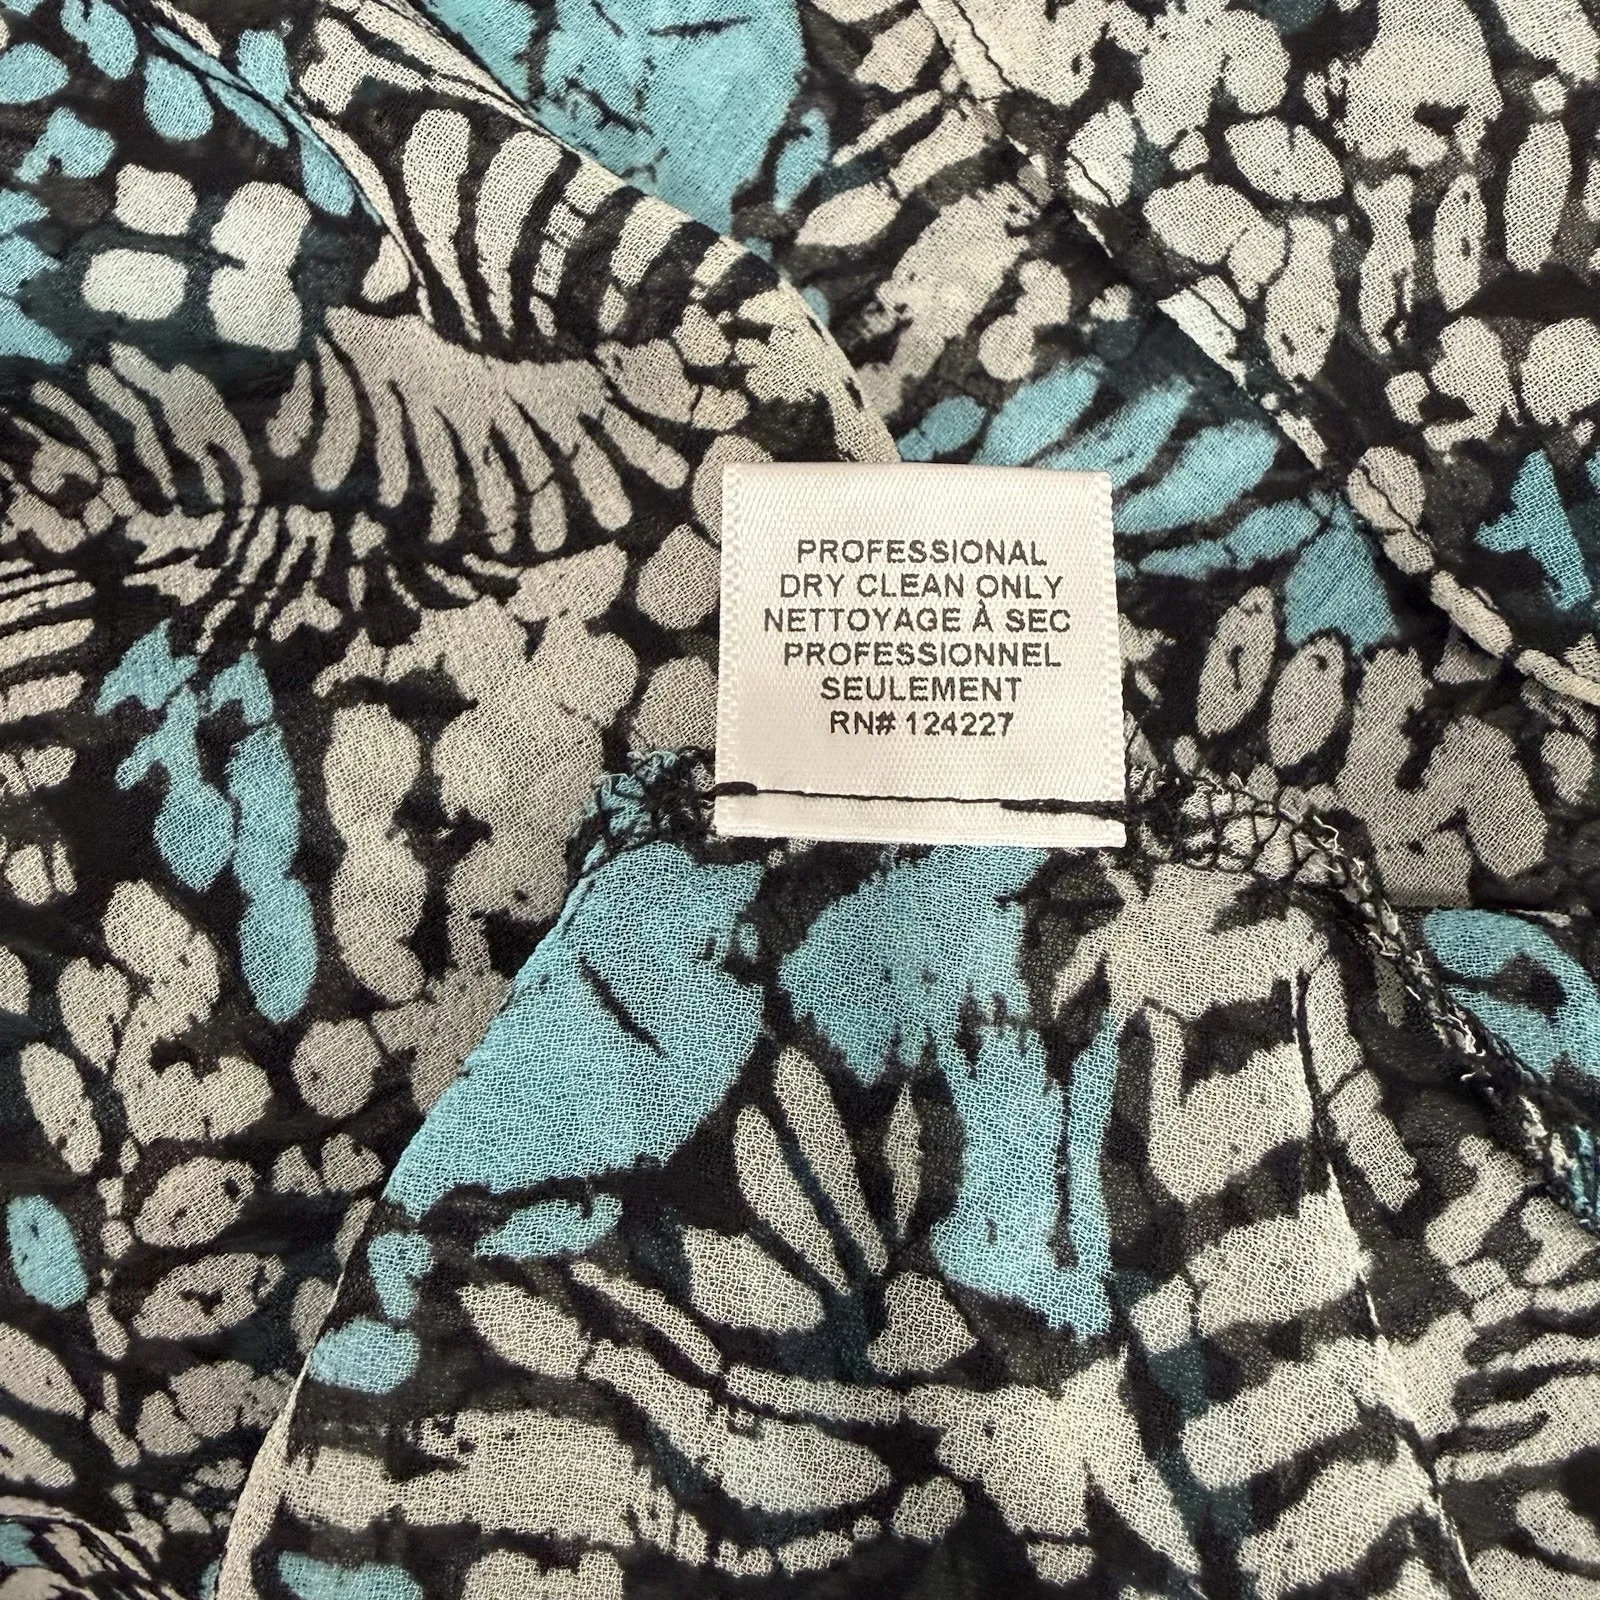 PROFESSIONAL
DRY CLEAN ONLY
NETTOYAGE À SEC
PROFESSIONNEL
SEULEMENT
RN# 124227